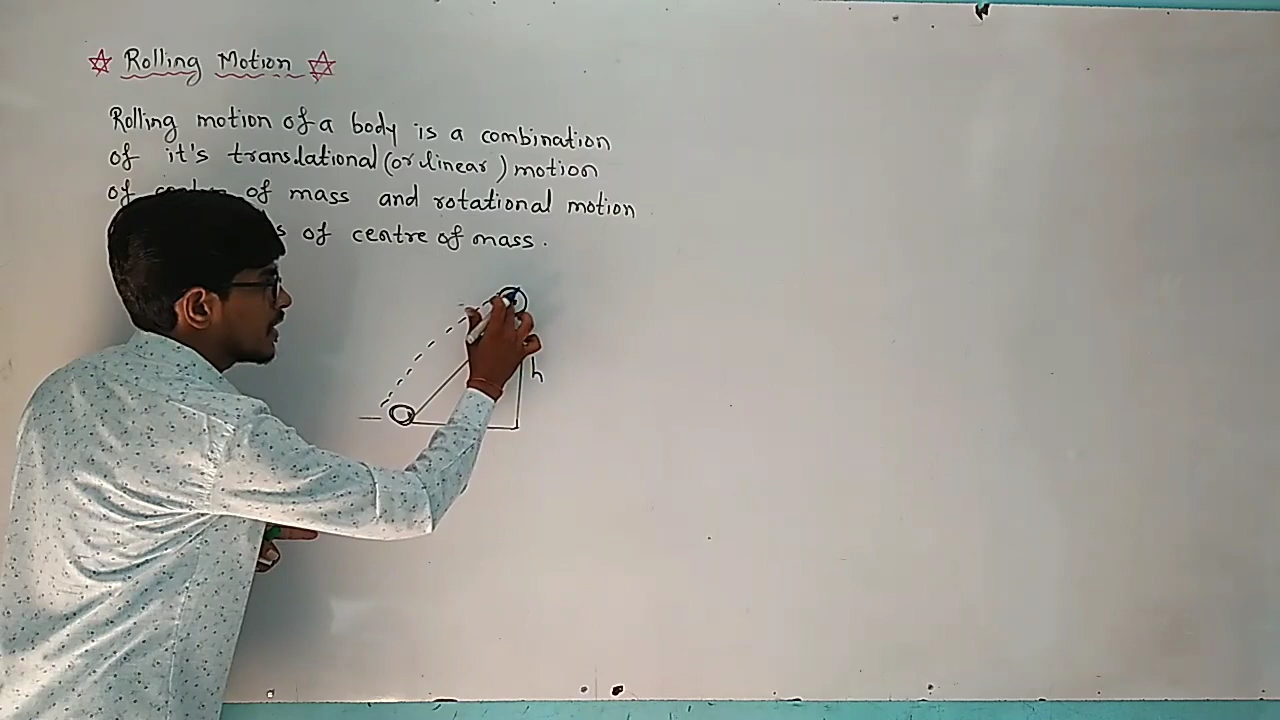 Rolling Motion
Rolling motion of a body is a combination
of it's translational (or linear) motion
of of mass and rotational motion
of centre of mass.
h